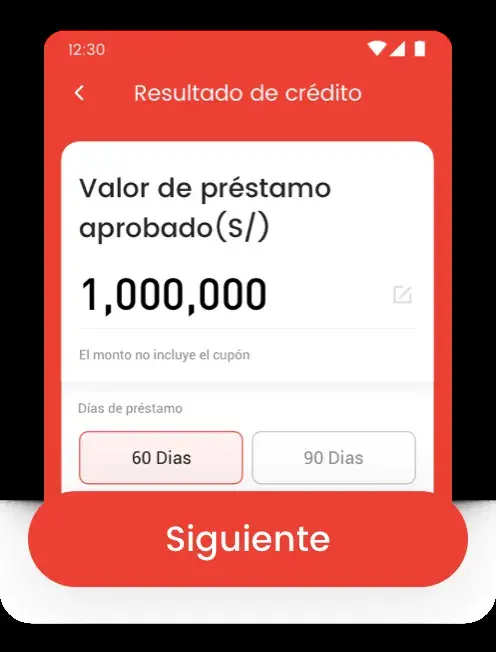 12:30
Resultado de crédito
Valor de préstamo
aprobado(S/)
1,000,000
El monto no incluye el cupón
Días de préstamo
60 Dias
90 Dias
Siguiente